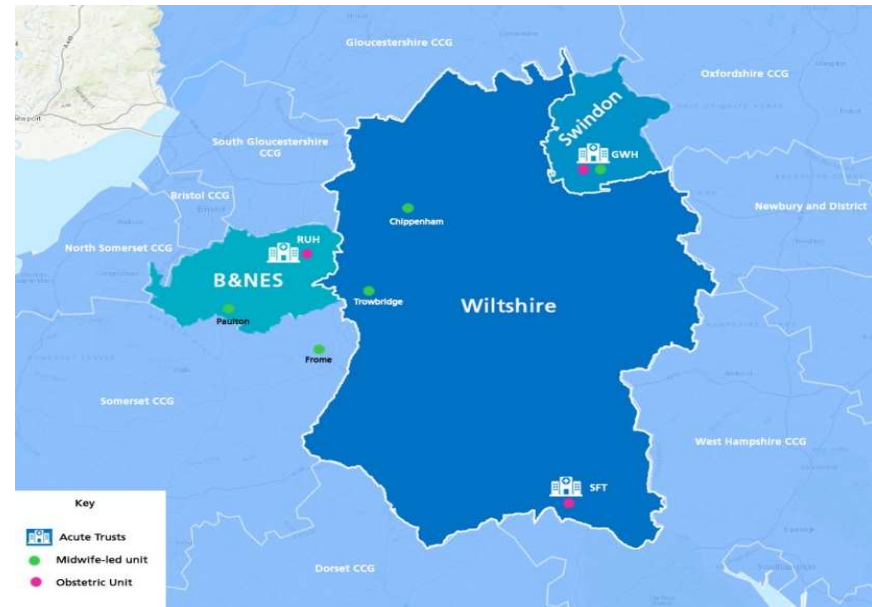 Gloucestershire CCG
Oxfordshire CCG
Swindon
GWH
South Gloucestershire
CCG
Bristol CCG
Newbury and District
Chippenham
North Somerset CCG
RUH
B&NES
Trowbridge
Wiltshire
Paulton
Frome
Somerset CCG
West Hampshire CCG
SFT
Dorset CCG
Key
Acute Trusts
Midwife-led unit
Obstetric Unit